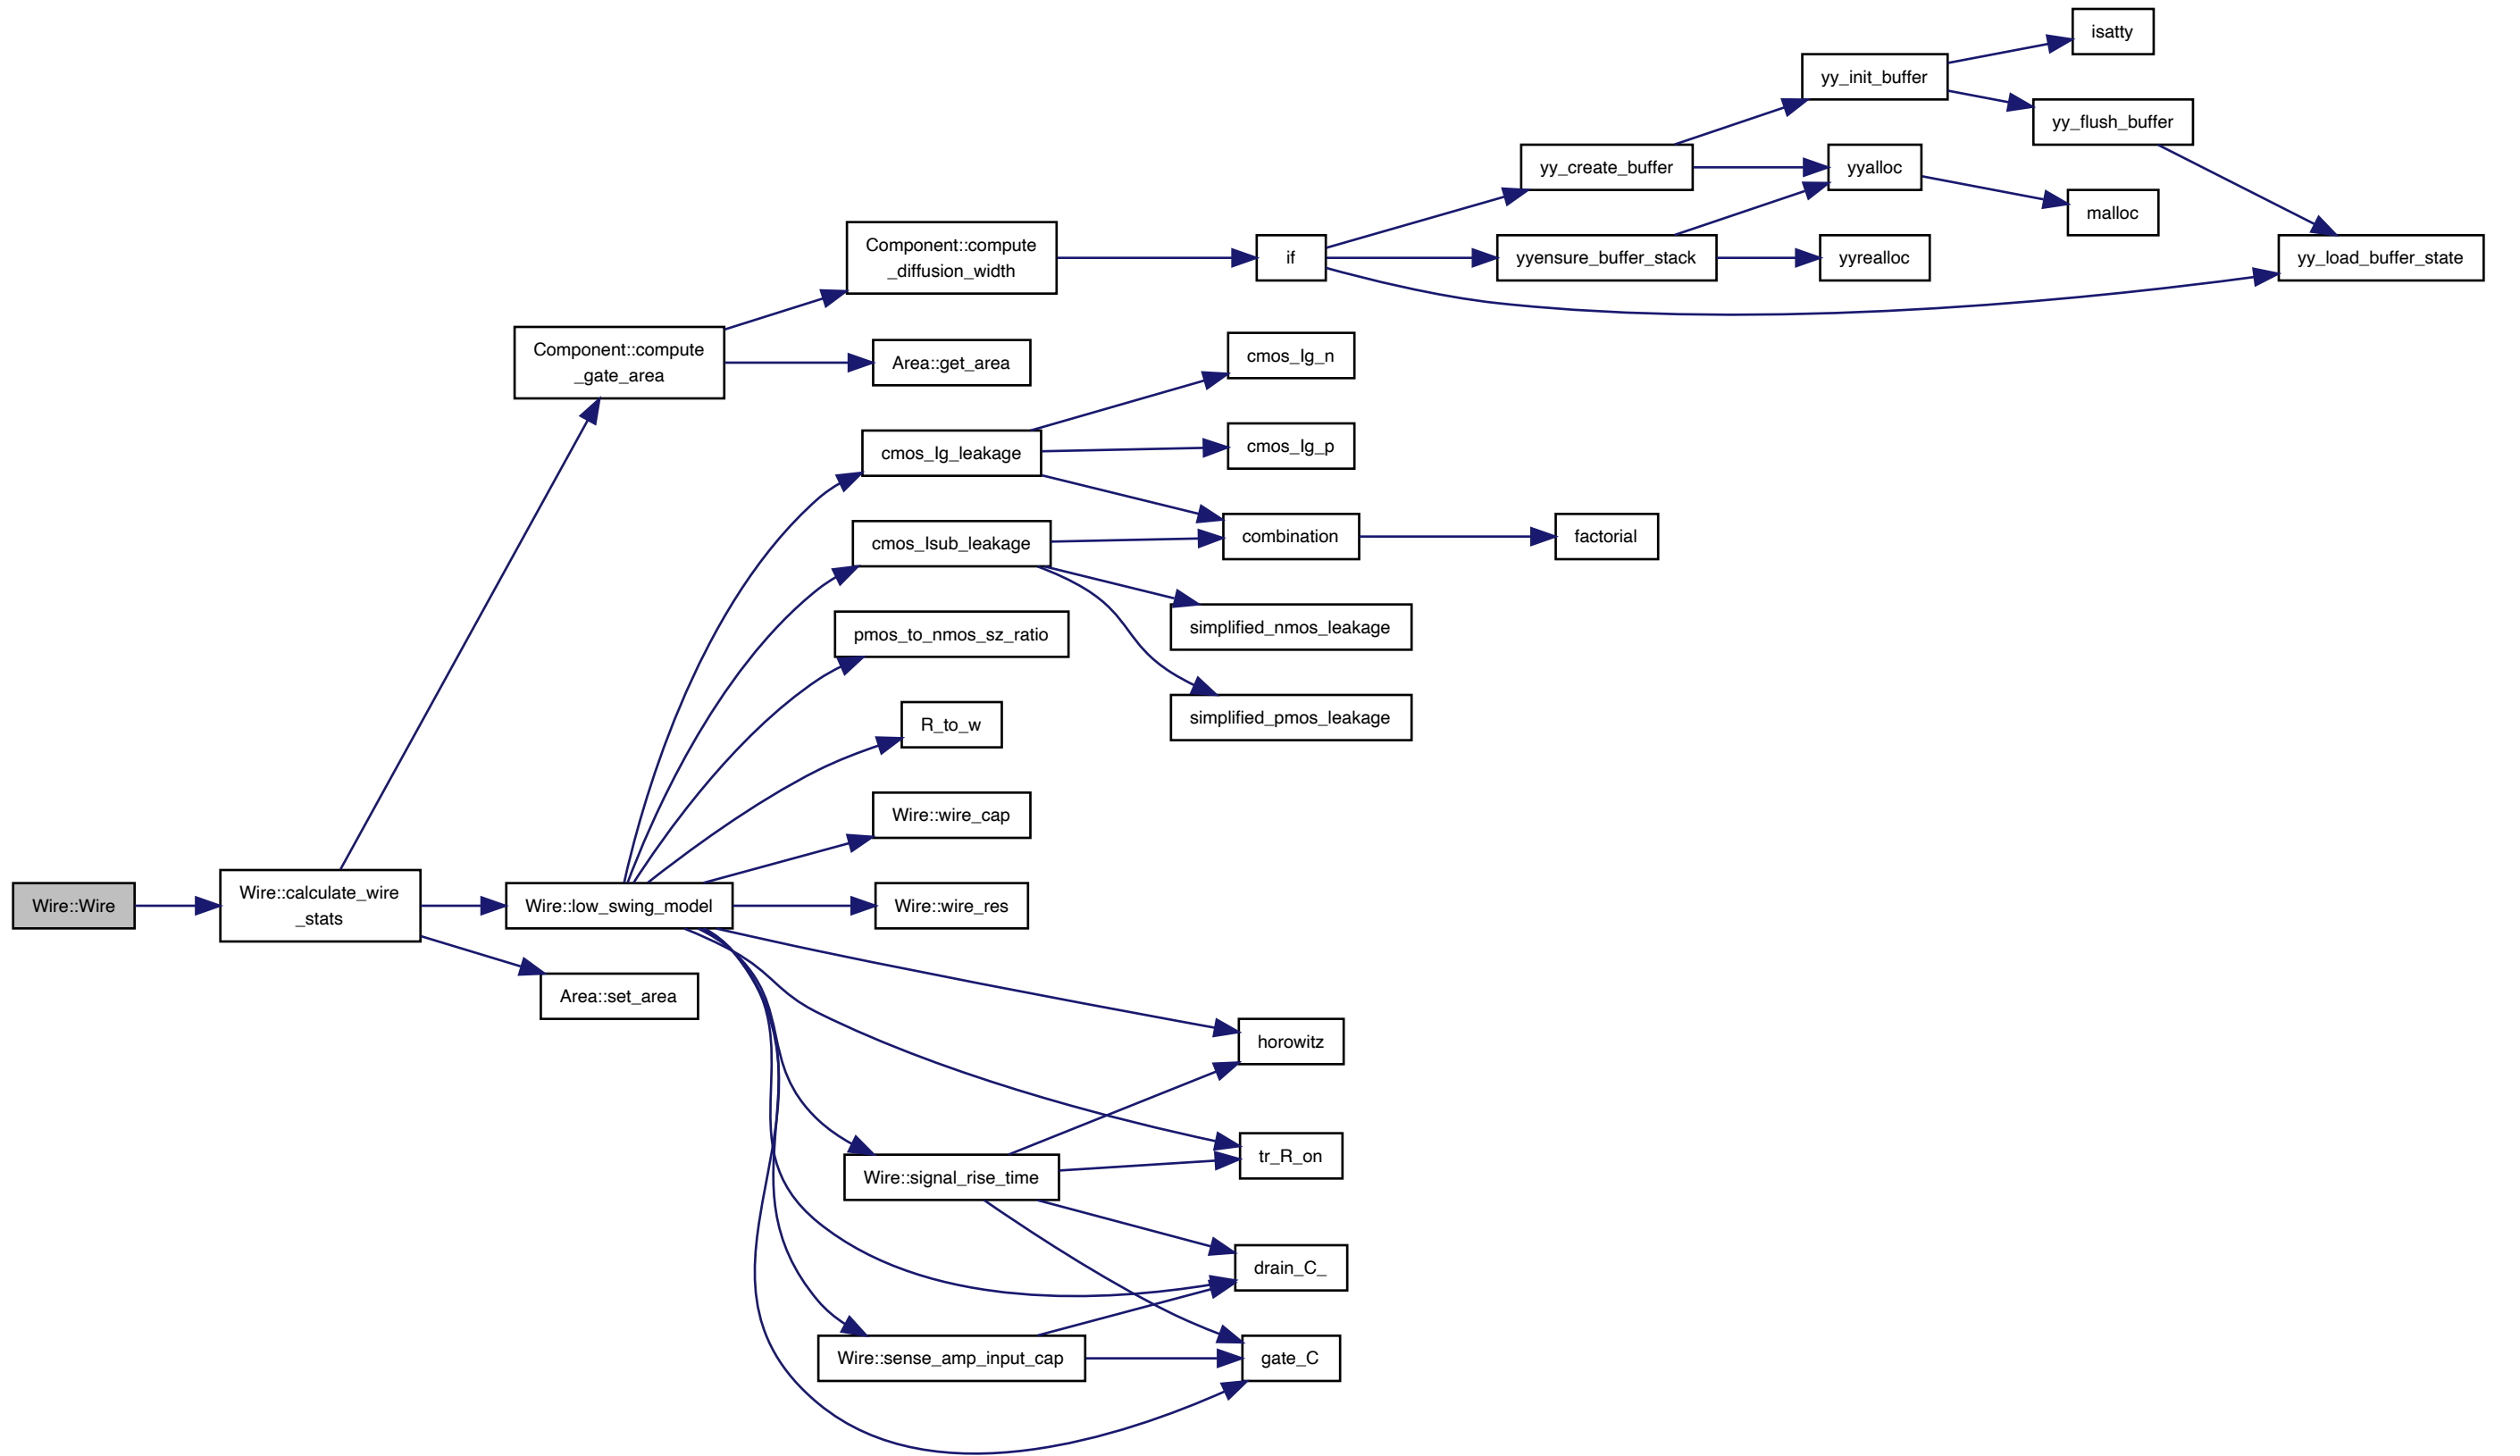 Wire::Wire
Wire::calculate_wire
_stats
Component::compute
_gate_area
Wire::low_swing_model
Area::set_area
Component::compute
_diffusion_width
Area::get_area
cmos_Ig_leakage
cmos_Isub_leakage
pmos_to_nmos_sz_ratio
R_to_w
Wire::wire_cap
Wire::wire_res
Wire::signal_rise_time
Wire::sense_amp_input_cap
if
cmos_Ig_n
cmos_Ig_p
combination
simplified_nmos_leakage
simplified_pmos_leakage
horowitz
tr_R_on
drain_C_
gate_C
yy_create_buffer
yyensure_buffer_stack
factorial
yy_init_buffer
yyalloc
yyrealloc
isatty
yy_flush_buffer
malloc
yy_load_buffer_state